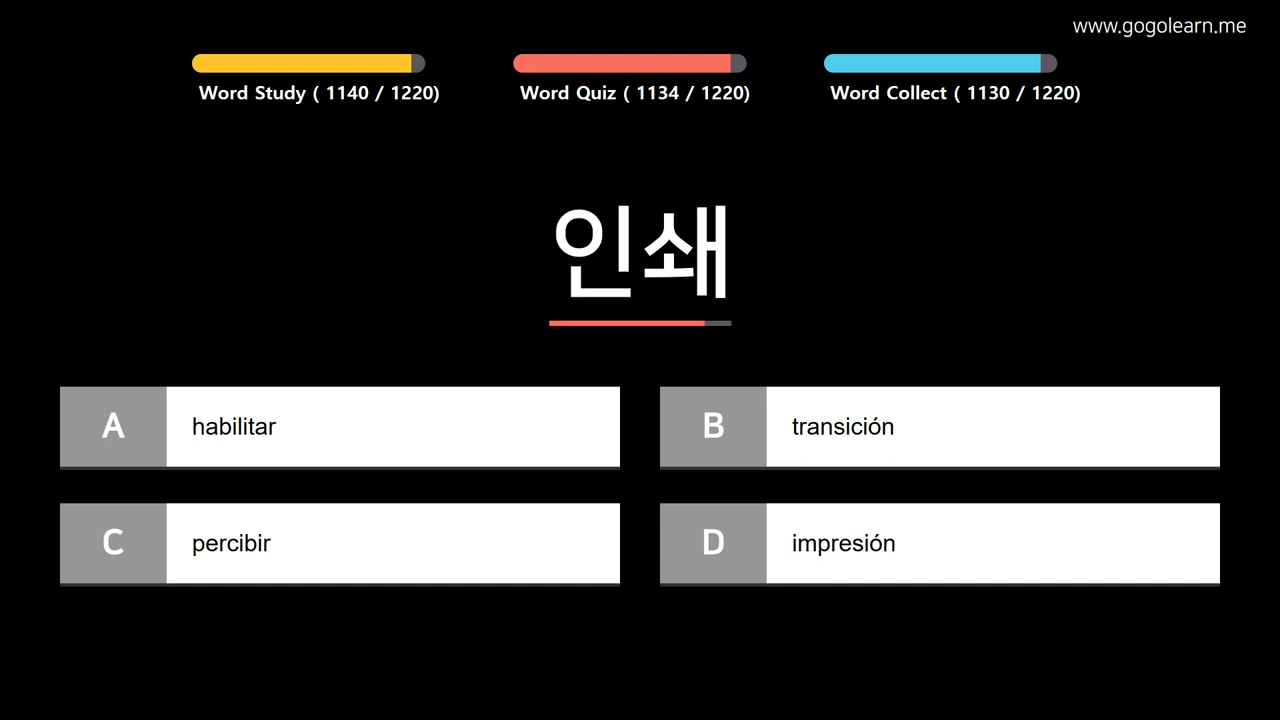 www.gogolearn.me
Word Study ( 1140 / 1220)
Word Quiz ( 1134 / 1220)
Word Collect ( 1130 / 1220)
인쇄
A habilitar
B transición
C percibir
D impresión